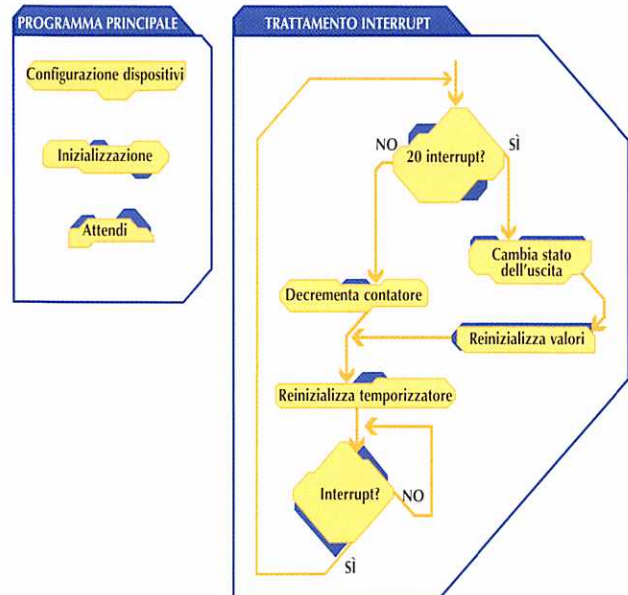 PROGRAMMA PRINCIPALE
Configurazione dispositivi
Inizializzazione
Attendi
TRATTAMENTO INTERRUPT
20 interrupt?
NO
SÌ
Cambia stato
dell'uscita
Decrementa contatore
Reinizializza valori
Reinizializza temporizzatore
Interrupt?
NO
SÌ